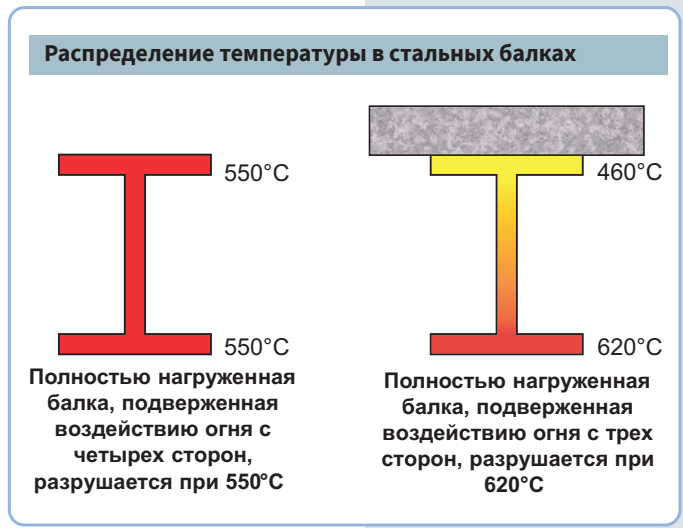 Распределение температуры в стальных балках
550°C
550°C
Полностью нагруженная
балка, подверженная
воздействию огня с
четырех сторон,
разрушается при 550°C
460°C
620°C
Полностью нагруженная
балка, подверженная
воздействию огня с трех
сторон, разрушается при
620°C